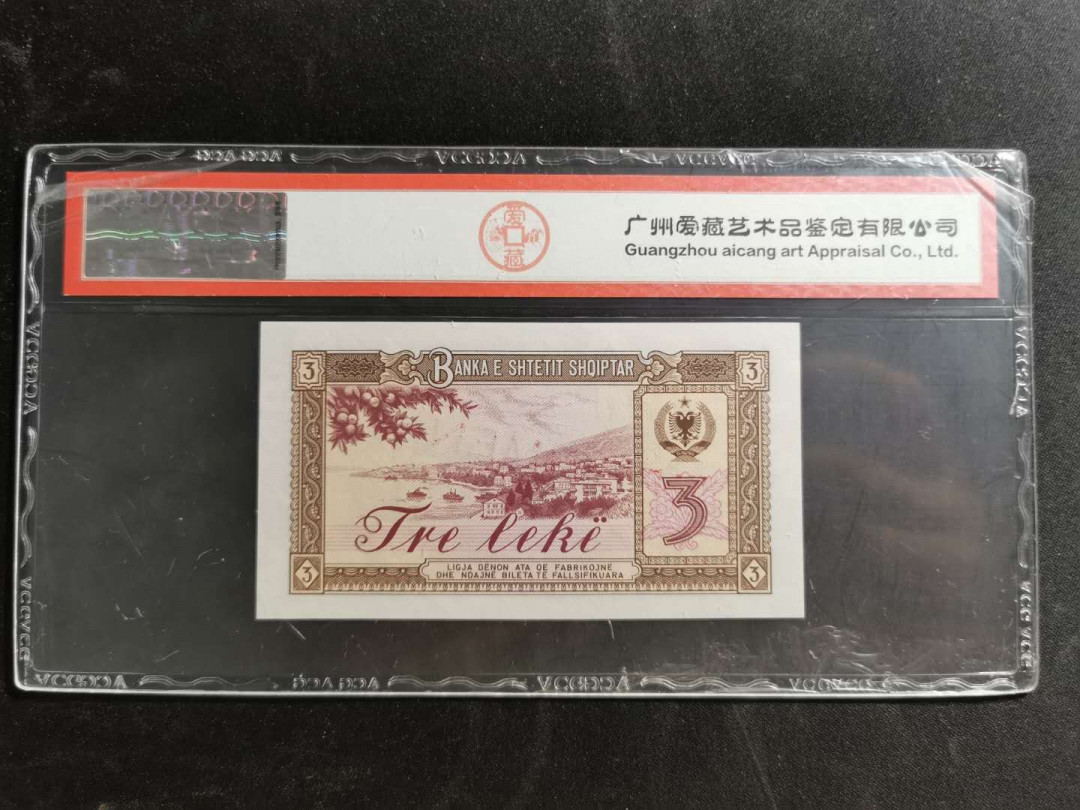 广州爱藏艺术品鉴定有限公司
Guangzhou aicang art Appraisal Co., Ltd.
爱藏
3 BANKA E SHTETIT SHQIPTAR 3
3
Tre lekë
LIGJA DËNON ATA QË FABRIKOJNË
DHE NDAJNË BILETA TË FALLSIFIKUARA
3 3